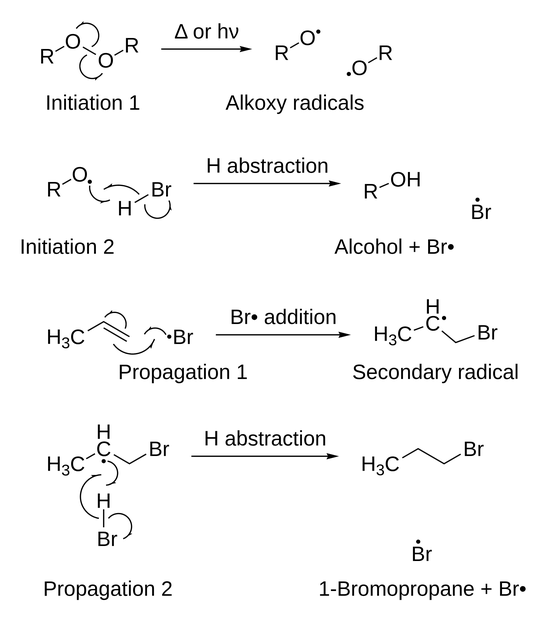 Δ or hν
R O O R
R O• •O R
Initiation 1 Alkoxy radicals
H abstraction
R O• H Br
R OH Br•
Initiation 2 Alcohol + Br•
Br• addition
H₃C •Br
H
H₃C C• Br
Propagation 1 Secondary radical
H abstraction
H
H₃C C• Br
H
Br
H₃C Br
Br•
Propagation 2 1-Bromopropane + Br•